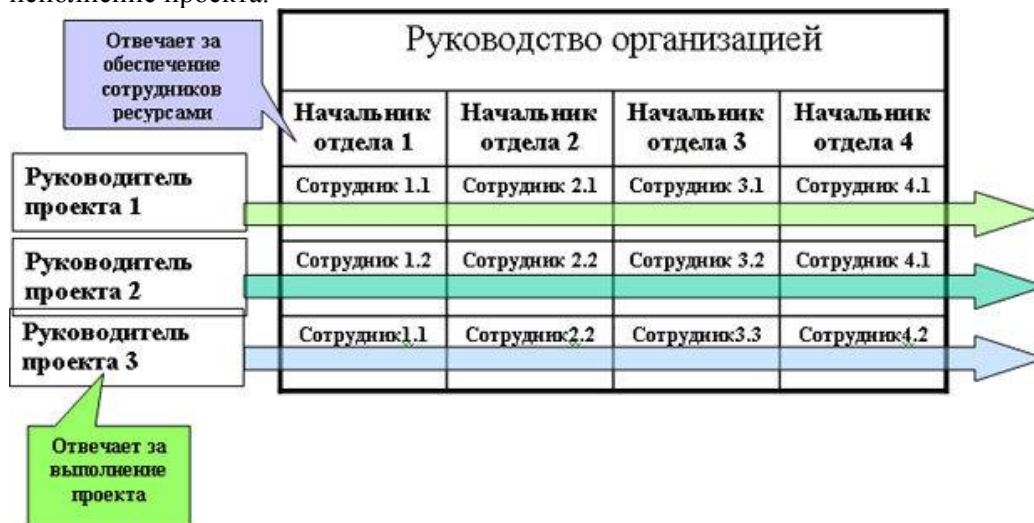 исполнение проекта.
Отвечает за
обеспечение
сотрудников
ресурсами
Руководство организацией
Начальник
отдела 1
Начальник
отдела 2
Начальник
отдела 3
Начальник
отдела 4
Руководитель
проекта 1
Сотрудник 1.1
Сотрудник 2.1
Сотрудник 3.1
Сотрудник 4.1
Руководитель
проекта 2
Сотрудник 1.2
Сотрудник 2.2
Сотрудник 3.2
Сотрудник 4.1
Руководитель
проекта 3
Сотрудник1.1
Сотрудник2.2
Сотрудник3.3
Сотрудник4.2
Отвечает за
выполнение
проекта